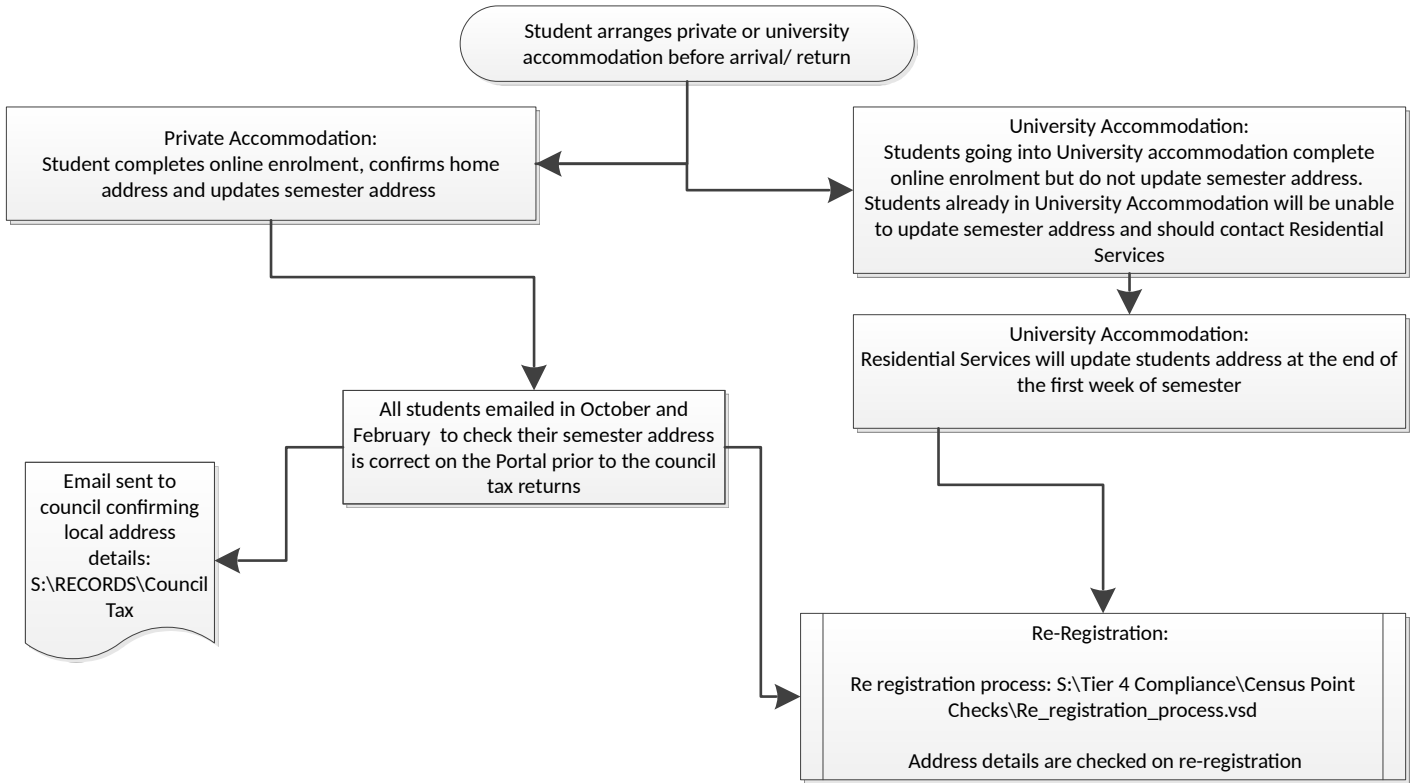 Student arranges private or university
accommodation before arrival/ return
Private Accommodation:
Student completes online enrolment, confirms home
address and updates semester address
University Accommodation:
Students going into University accommodation complete
online enrolment but do not update semester address.
Students already in University Accommodation will be unable
to update semester address and should contact Residential
Services
University Accommodation:
Residential Services will update students address at the end of
the first week of semester
All students emailed in October and
February  to check their semester address
is correct on the Portal prior to the council
tax returns
Email sent to
council confirming
local address
details:
S:\RECORDS\Council
Tax
Re-Registration:
Re registration process: S:\Tier 4 Compliance\Census Point
Checks\Re_registration_process.vsd
Address details are checked on re-registration